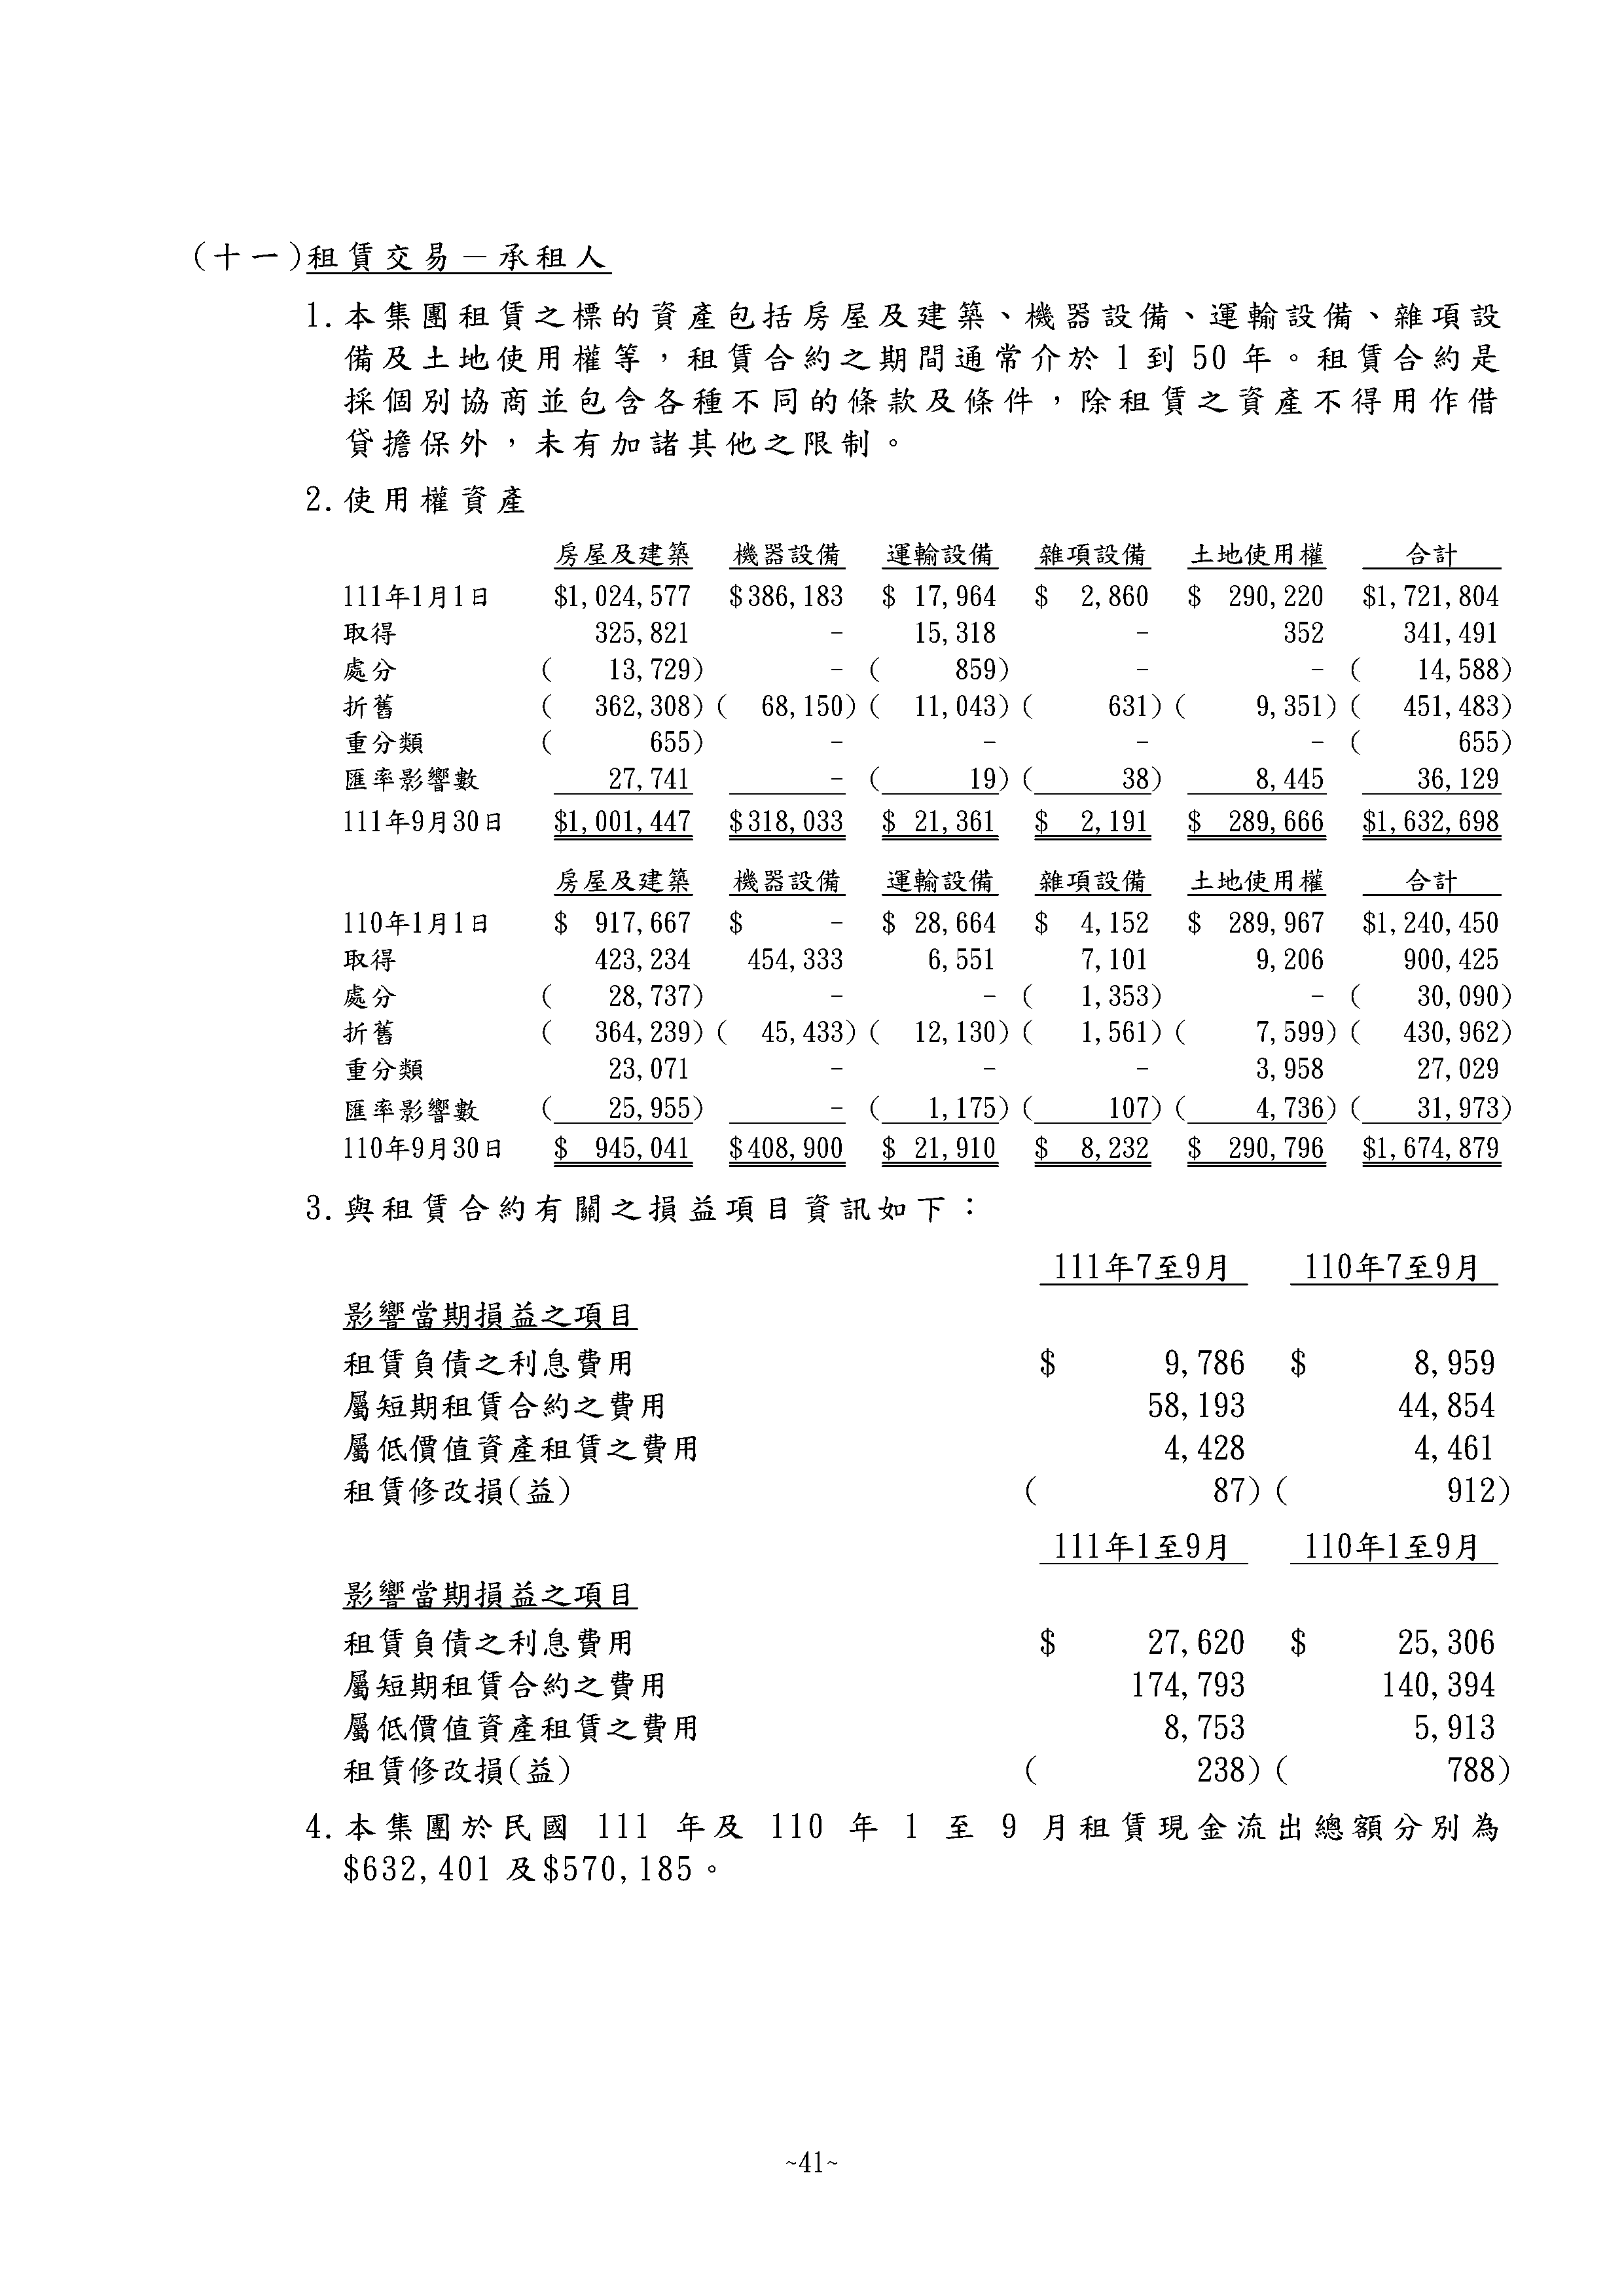 (十一)租賃交易－承租人
1.本集團租賃之標的資產包括房屋及建築、機器設備、運輸設備、雜項設
備及土地使用權等，租賃合約之期間通常介於 1 到 50 年。租賃合約是
採個別協商並包含各種不同的條款及條件，除租賃之資產不得用作借
貸擔保外，未有加諸其他之限制。
2.使用權資產
房屋及建築 機器設備 運輸設備 雜項設備 土地使用權 合計
111年1月1日 $1,024,577 $386,183 $ 17,964 $ 2,860 $ 290,220 $1,721,804
取得 325,821 - 15,318 - 352 341,491
處分 ( 13,729) - ( 859) - - ( 14,588)
折舊 ( 362,308) ( 68,150) ( 11,043) ( 631) ( 9,351) ( 451,483)
重分類 ( 655) - - - - ( 655)
匯率影響數 27,741 - ( 19) ( 38) 8,445 36,129
111年9月30日 $1,001,447 $318,033 $ 21,361 $ 2,191 $ 289,666 $1,632,698
房屋及建築 機器設備 運輸設備 雜項設備 土地使用權 合計
110年1月1日 $ 917,667 $ - $ 28,664 $ 4,152 $ 289,967 $1,240,450
取得 423,234 454,333 6,551 7,101 9,206 900,425
處分 ( 28,737) - - ( 1,353) - ( 30,090)
折舊 ( 364,239) ( 45,433) ( 12,130) ( 1,561) ( 7,599) ( 430,962)
重分類 23,071 - - - 3,958 27,029
匯率影響數 ( 25,955) - ( 1,175) ( 107) ( 4,736) ( 31,973)
110年9月30日 $ 945,041 $408,900 $ 21,910 $ 8,232 $ 290,796 $1,674,879
3.與租賃合約有關之損益項目資訊如下：
111年7至9月 110年7至9月
影響當期損益之項目
租賃負債之利息費用 $ 9,786 $ 8,959
屬短期租賃合約之費用 58,193 44,854
屬低價值資產租賃之費用 4,428 4,461
租賃修改損(益) ( 87) ( 912)
111年1至9月 110年1至9月
影響當期損益之項目
租賃負債之利息費用 $ 27,620 $ 25,306
屬短期租賃合約之費用 174,793 140,394
屬低價值資產租賃之費用 8,753 5,913
租賃修改損(益) ( 238) ( 788)
4.本集團於民國 111 年及 110 年 1 至 9 月租賃現金流出總額分別為
$632,401 及$570,185。
~41~